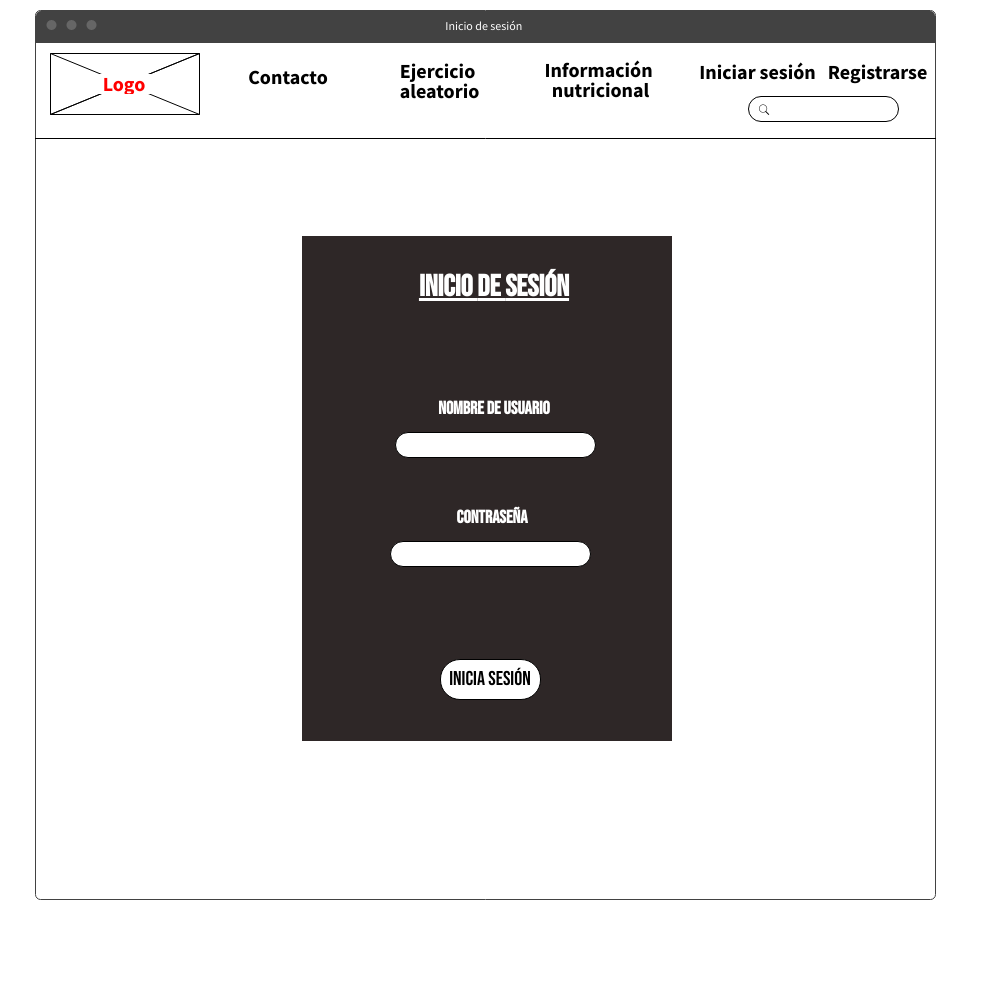 Inicio de sesión
Logo
Contacto
Ejercicio
aleatorio
Información
nutricional
Iniciar sesión
Registrarse
INICIO DE SESIÓN
NOMBRE DE USUARIO
CONTRASEÑA
INICIA SESIÓN